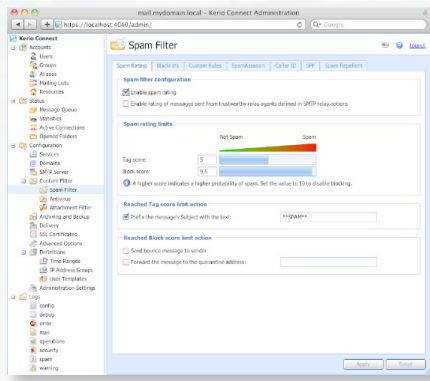 mail.mydomain.local – Kerio Connect Administration
https://localhost:4040/admin/
Google
Kerio Connect
Accounts
Users
Groups
Aliases
Mailing Lists
Resources
Status
Message Queue
Statistics
Active Connections
Opened Folders
Configuration
Services
Domains
SMTP Server
Content Filter
Spam Filter
Antivirus
Attachment Filter
Archiving and Backup
Delivery
SSL Certificates
Advanced Options
Definitions
Time Ranges
IP Address Groups
User Templates
Administration Settings
Logs
config
debug
error
mail
operations
security
spam
warning
Spam Filter
Logout
Spam Rating Blacklists Custom Rules SpamAssassin Caller ID SPF Spam Repellent
Spam filter configuration
Enable spam rating
Enable rating of messages sent from trustworthy relay agents defined in SMTP relay options
Spam rating limits
Not Spam Spam
Tag score: 5
Block score: 9.5
A higher score indicates a higher probability of spam. Set the value to 10 to disable blocking.
Reached Tag score limit action
Prefix the message's Subject with the text: **SPAM**
Reached Block score limit action
Send bounce message to sender
Forward the message to the quarantine address:
Apply Reset